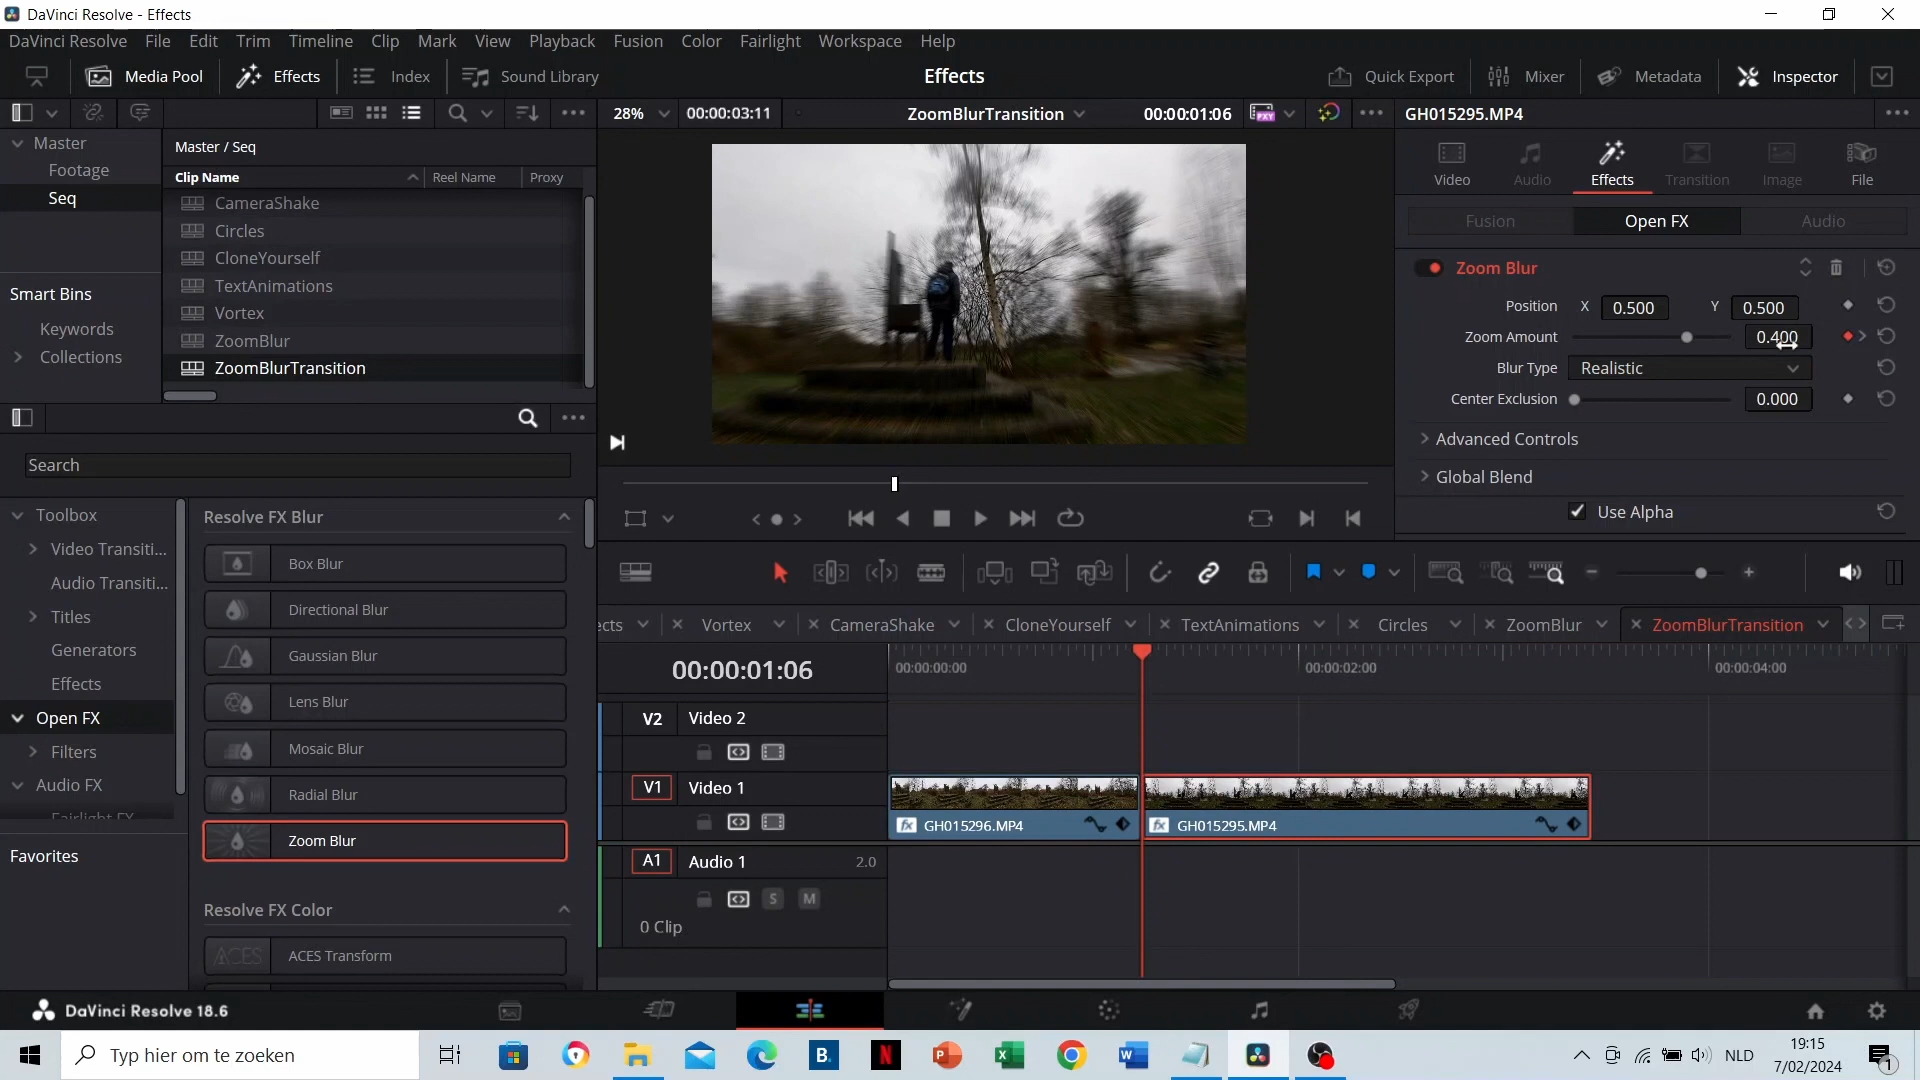 DaVinci Resolve - Effects
DaVinci Resolve File Edit Trim Timeline Clip Mark View Playback Fusion Color Fairlight Workspace Help
Media Pool Effects Index Sound Library Effects Quick Export Mixer Metadata Inspector
28% 00:00:03:11 ZoomBlurTransition 00:00:01:06 PXY GH015295.MP4
Master
Footage
Seq
Smart Bins
Keywords
Collections
Master / Seq
Clip Name Reel Name Proxy
CameraShake
Circles
CloneYourself
TextAnimations
Vortex
ZoomBlur
ZoomBlurTransition
Video Audio Effects Transition Image File
Fusion Open FX Audio
Zoom Blur
Position X 0.500 Y 0.500
Zoom Amount 0.400
Blur Type Realistic
Center Exclusion 0.000
Advanced Controls
Global Blend
Use Alpha
Search
Toolbox
Video Transiti...
Audio Transiti...
Titles
Generators
Effects
Open FX
Filters
Audio FX
Fairlight FX
Favorites
Resolve FX Blur
Box Blur
Directional Blur
Gaussian Blur
Lens Blur
Mosaic Blur
Radial Blur
Zoom Blur
Resolve FX Color
ACES ACES Transform
ects Vortex CameraShake CloneYourself TextAnimations Circles ZoomBlur ZoomBlurTransition
00:00:01:06 00:00:00:00 00:00:02:00 00:00:04:00
V2 Video 2
V1 Video 1
fx GH015296.MP4 fx GH015295.MP4
A1 Audio 1 2.0
S M
0 Clip
DaVinci Resolve 18.6
Typ hier om te zoeken
B. N P X W
NLD
19:15
7/02/2024
1